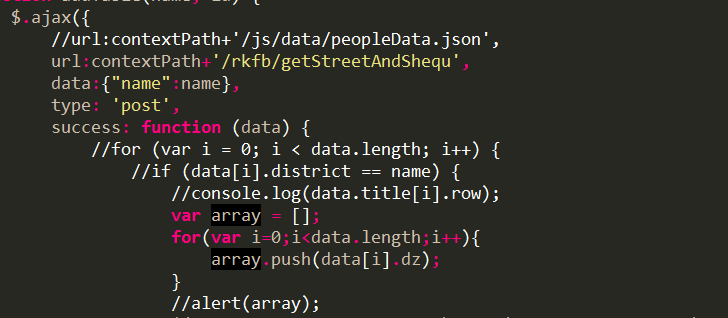 $.ajax({
//url:contextPath+'/js/data/peopleData.json',
url:contextPath+'/rkfb/getStreetAndShequ',
data:{"name":name},
type: 'post',
success: function (data) {
//for (var i = 0; i < data.length; i++) {
//if (data[i].district == name) {
//console.log(data.title[i].row);
var array = [];
for(var i=0;i<data.length;i++){
array.push(data[i].dz);
}
//alert(array);